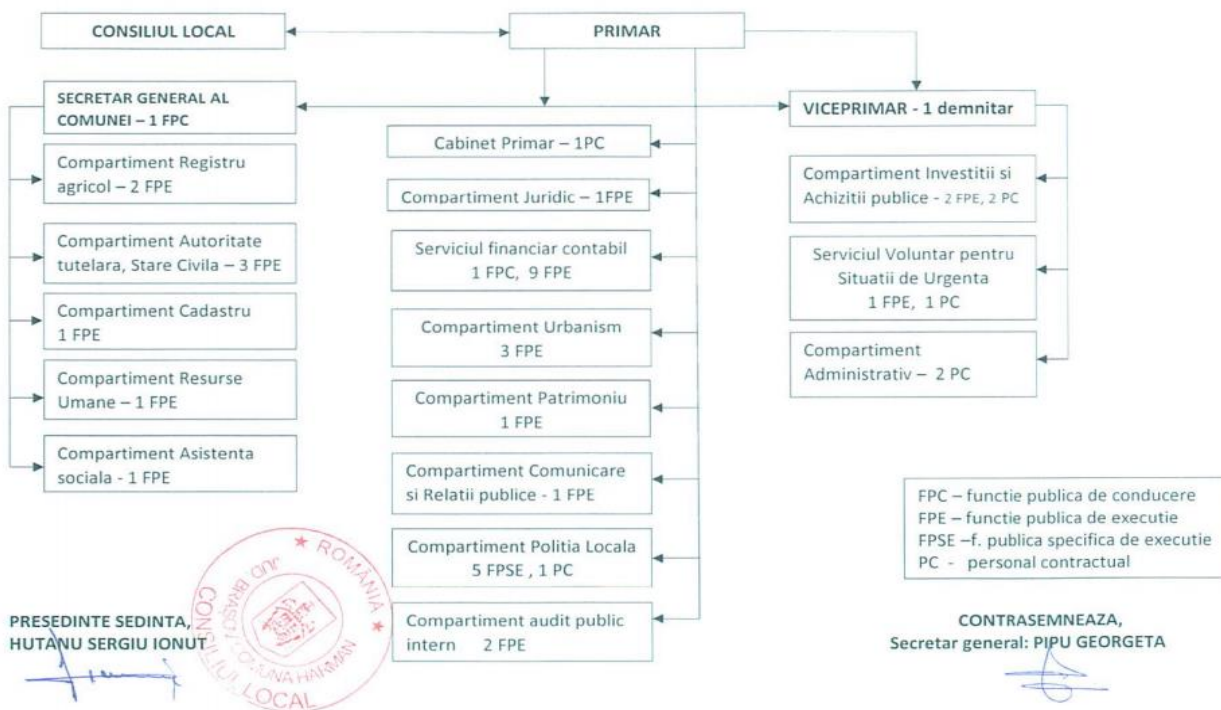 CONSILIUL LOCAL
PRIMAR
SECRETAR GENERAL AL
COMUNEI – 1 FPC
VICEPRIMAR - 1 demnitar
Compartiment Registru
agricol – 2 FPE
Compartiment Autoritate
tutelara, Stare Civila – 3 FPE
Compartiment Cadastru
1 FPE
Compartiment Resurse
Umane – 1 FPE
Compartiment Asistenta
sociala - 1 FPE
Cabinet Primar – 1PC
Compartiment Juridic – 1FPE
Serviciul financiar contabil
1 FPC, 9 FPE
Compartiment Urbanism
3 FPE
Compartiment Patrimoniu
1 FPE
Compartiment Comunicare
si Relatii publice - 1 FPE
Compartiment Politia Locala
5 FPSE , 1 PC
Compartiment audit public
intern 2 FPE
Compartiment Investitii si
Achizitii publice - 2 FPE, 2 PC
Serviciul Voluntar pentru
Situatii de Urgenta
1 FPE, 1 PC
Compartiment
Administrativ – 2 PC
FPC – functie publica de conducere
FPE – functie publica de executie
FPSE –f. publica specifica de executie
PC - personal contractual
PRESEDINTE SEDINTA,
HUTANU SERGIU IONUT
ROMÂNIA
JUD. BRAŞOV COMUNA HARMAN
CONSILIUL LOCAL
CONTRASEMNEAZA,
Secretar general: PIPU GEORGETA